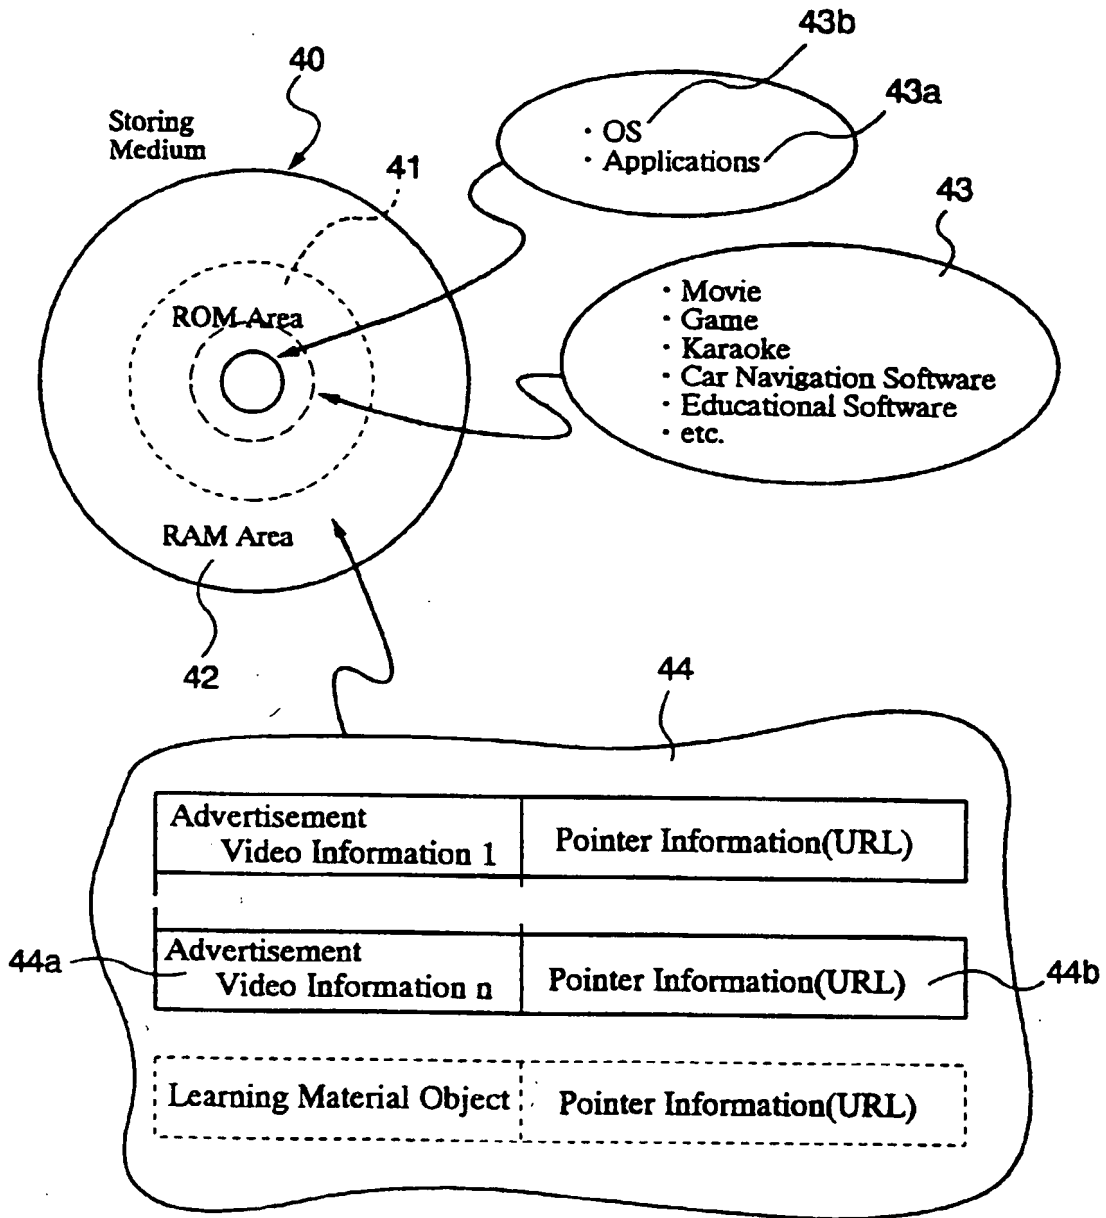 43b
40
43a
Storing
Medium
· OS
· Applications
41
43
ROM Area
· Movie
· Game
· Karaoke
· Car Navigation Software
· Educational Software
· etc.
RAM Area
42
44
Advertisement
Video Information 1
Pointer Information(URL)
44a
Advertisement
Video Information n
Pointer Information(URL)
44b
Learning Material Object
Pointer Information(URL)